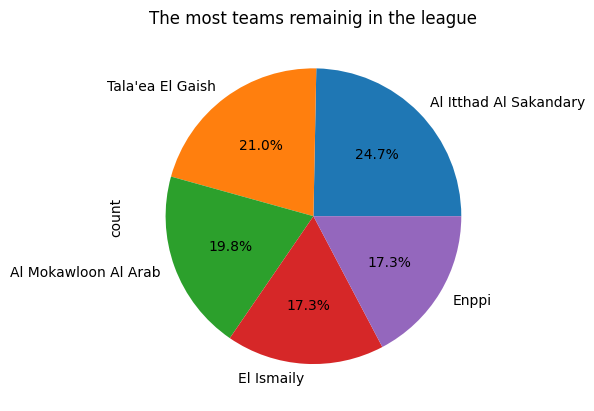 The most teams remainig in the league
Tala'ea El Gaish
Al Itthad Al Sakandary
21.0%
24.7%
count
19.8%
17.3%
Al Mokawloon Al Arab
17.3%
Enppi
El Ismaily